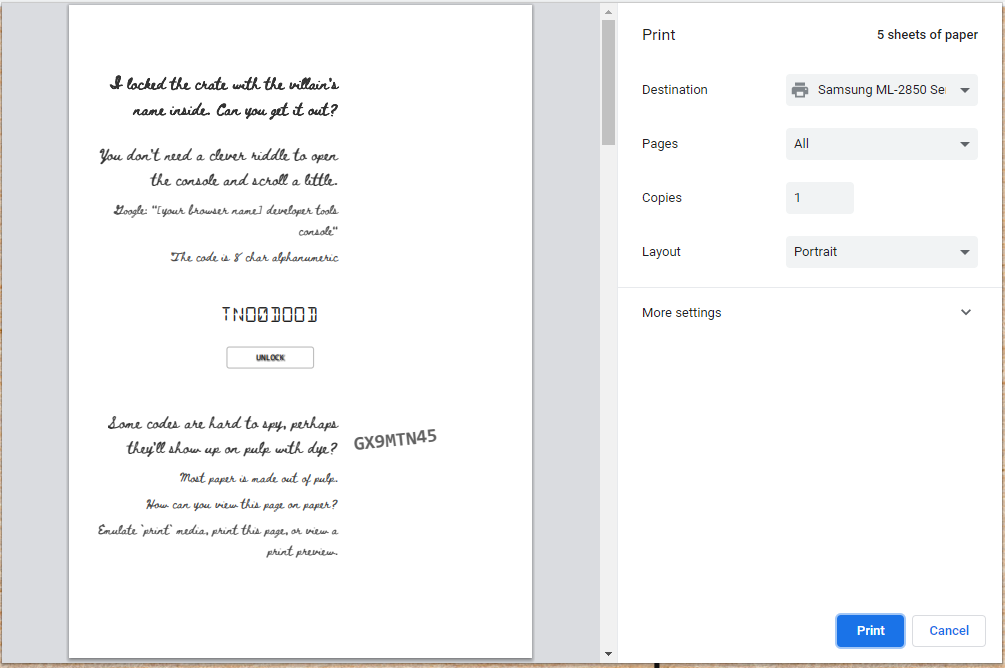 Print
5 sheets of paper
Destination
Samsung ML-2850 Se
Pages
All
Copies
1
Layout
Portrait
More settings
Print
Cancel
I locked the crate with the villain's
name inside. Can you get it out?
You don't need a clever riddle to open
the console and scroll a little.
Google: "[your browser name] developer tools
console"
The code is 8 char alphanumeric
UNLOCK
Some codes are hard to spy, perhaps
they'll show up on pulp with dye?
GX9MTN45
Most paper is made out of pulp.
How can you view this page on paper?
Emulate `print` media, print this page, or view a
print preview.